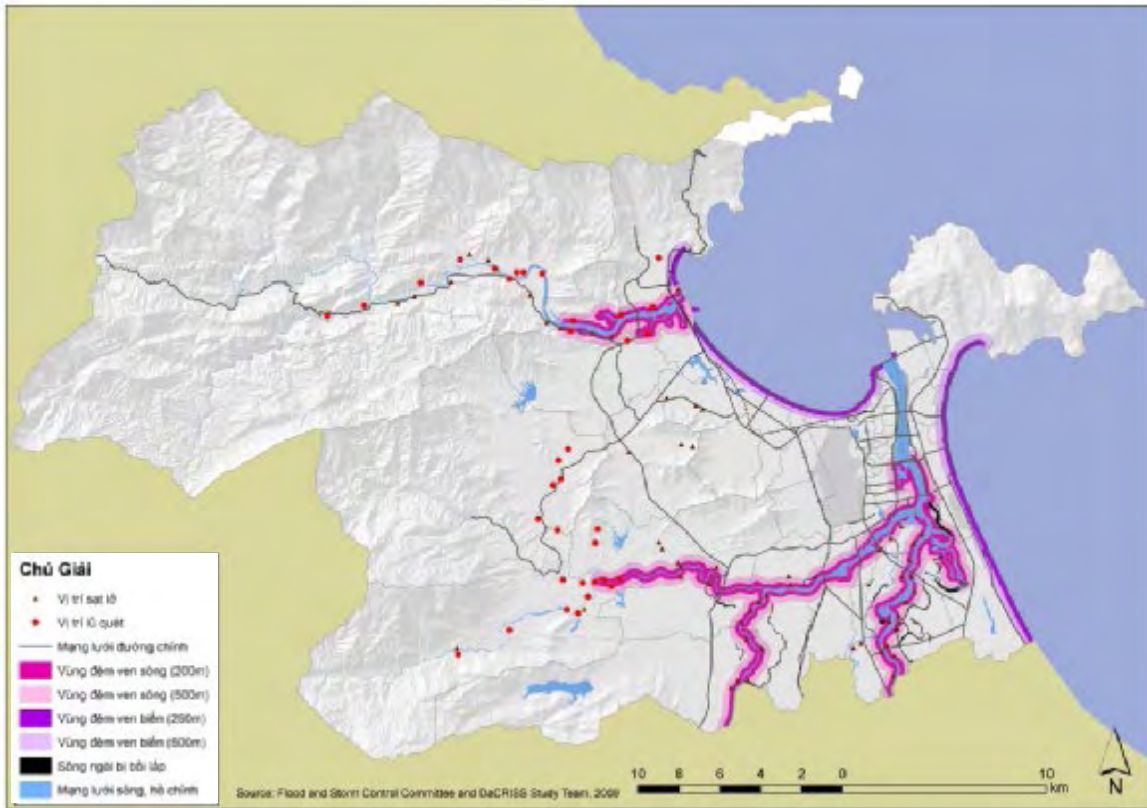 Chú Giải
Vị trí sạt lở
Vị trí lũ quét
Mạng lưới đường chính
Vùng đệm ven sông (200m)
Vùng đệm ven sông (500m)
Vùng đệm ven biển (250m)
Vùng đệm ven biển (500m)
Sông ngòi bị bồi lắp
Mạng lưới sông, hồ chính
Source: Flood and Storm Control Committee and DaCRISS Study Team, 2009
10 8 6 4 2 0 10
km
N